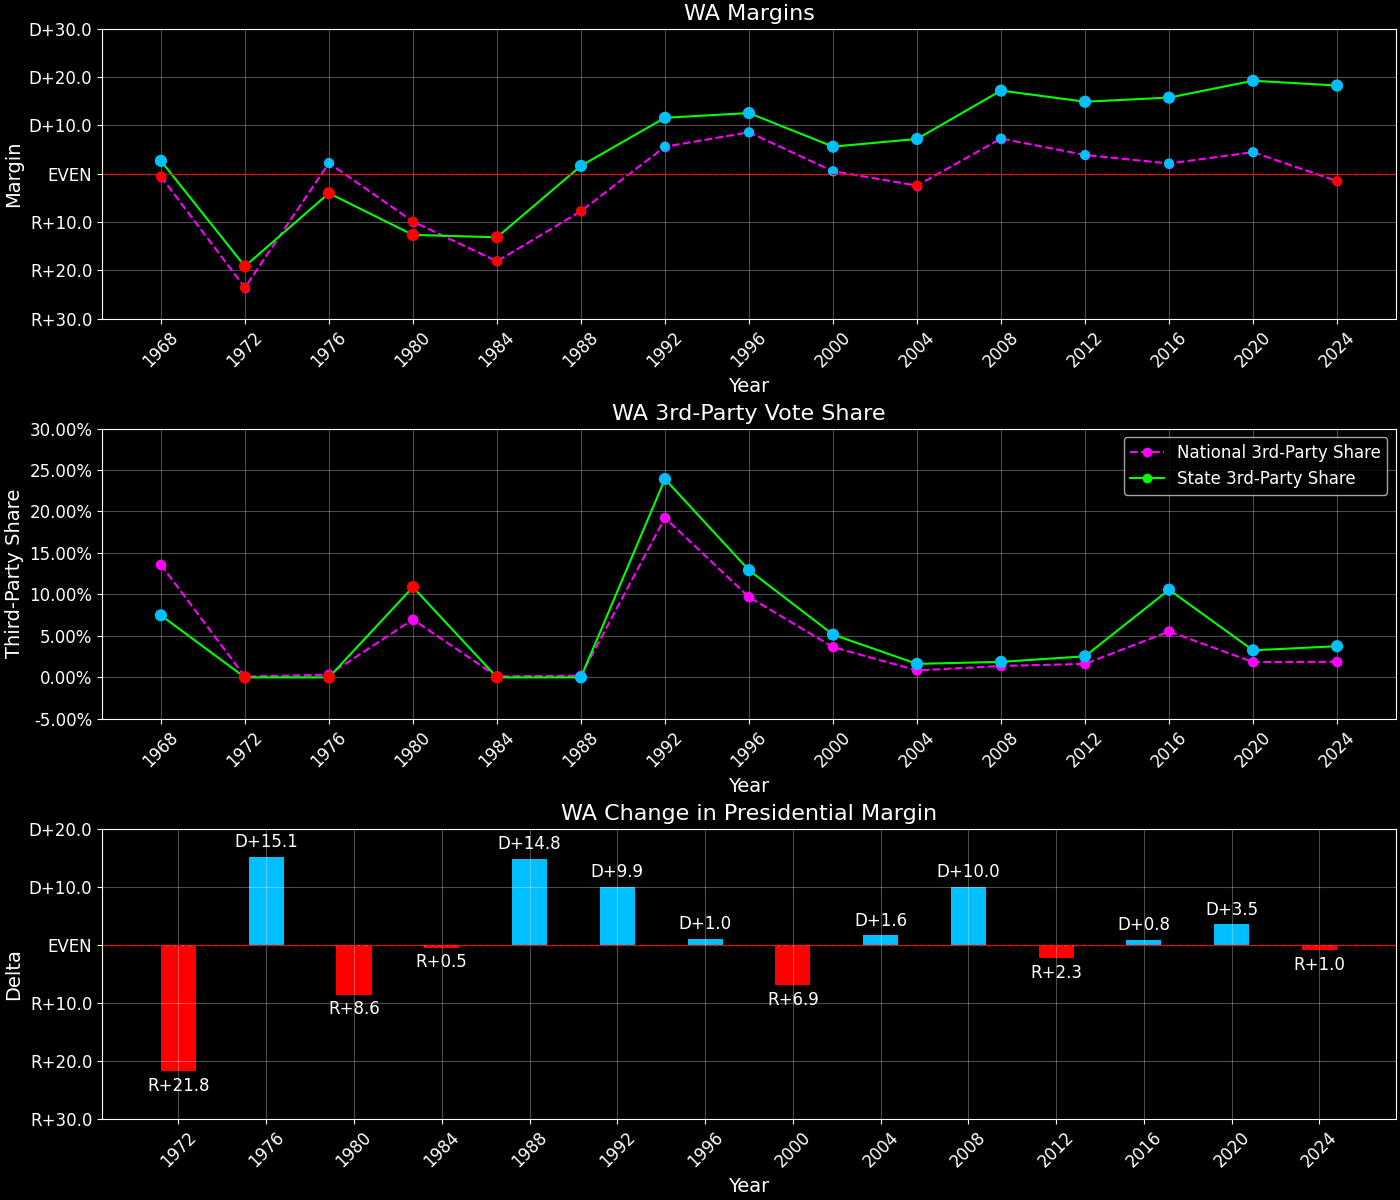 WA Margins
D+30.0
D+20.0
D+10.0
EVEN
R+10.0
R+20.0
R+30.0
Margin
1968
1972
1976
1980
1984
1988
1992
1996
2000
2004
2008
2012
2016
2020
2024
Year
WA 3rd-Party Vote Share
30.00%
25.00%
20.00%
15.00%
10.00%
5.00%
0.00%
-5.00%
Third-Party Share
National 3rd-Party Share
State 3rd-Party Share
1968
1972
1976
1980
1984
1988
1992
1996
2000
2004
2008
2012
2016
2020
2024
Year
WA Change in Presidential Margin
D+20.0
D+10.0
EVEN
R+10.0
R+20.0
R+30.0
Delta
R+21.8
D+15.1
R+8.6
R+0.5
D+14.8
D+9.9
D+1.0
R+6.9
D+1.6
D+10.0
R+2.3
D+0.8
D+3.5
R+1.0
1972
1976
1980
1984
1988
1992
1996
2000
2004
2008
2012
2016
2020
2024
Year